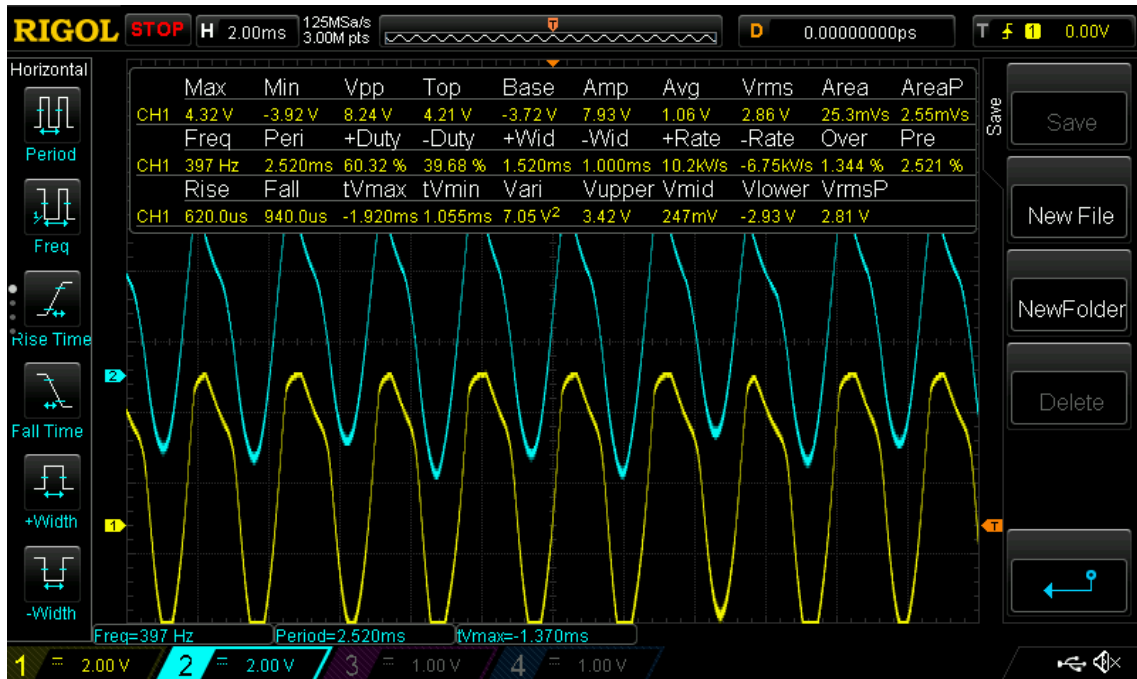 RIGOL STOP H 2.00ms 125MSa/s 3.00M pts T D 0.00000000ps T 1 0.00V
Horizontal
Period
Freq
Rise Time
Fall Time
+Width
-Width
Max Min Vpp Top Base Amp Avg Vrms Area AreaP
CH1 4.32 V -3.92 V 8.24 V 4.21 V -3.72 V 7.93 V 1.06 V 2.86 V 25.3mVs 2.55mVs
Freq Peri +Duty -Duty +Wid -Wid +Rate -Rate Over Pre
CH1 397 Hz 2.520ms 60.32 % 39.68 % 1.520ms 1.000ms 10.2kV/s -6.75kV/s 1.344 % 2.521 %
Rise Fall tVmax tVmin Vari Vupper Vmid Vlower VrmsP
CH1 620.0us 940.0us -1.920ms 1.055ms 7.05 V² 3.42 V 247mV -2.93 V 2.81 V
2
1
T
Save
Save
New File
NewFolder
Delete
Freq=397 Hz Period=2.520ms tVmax=-1.370ms
1 2.00 V 2 2.00 V 3 1.00 V 4 1.00 V